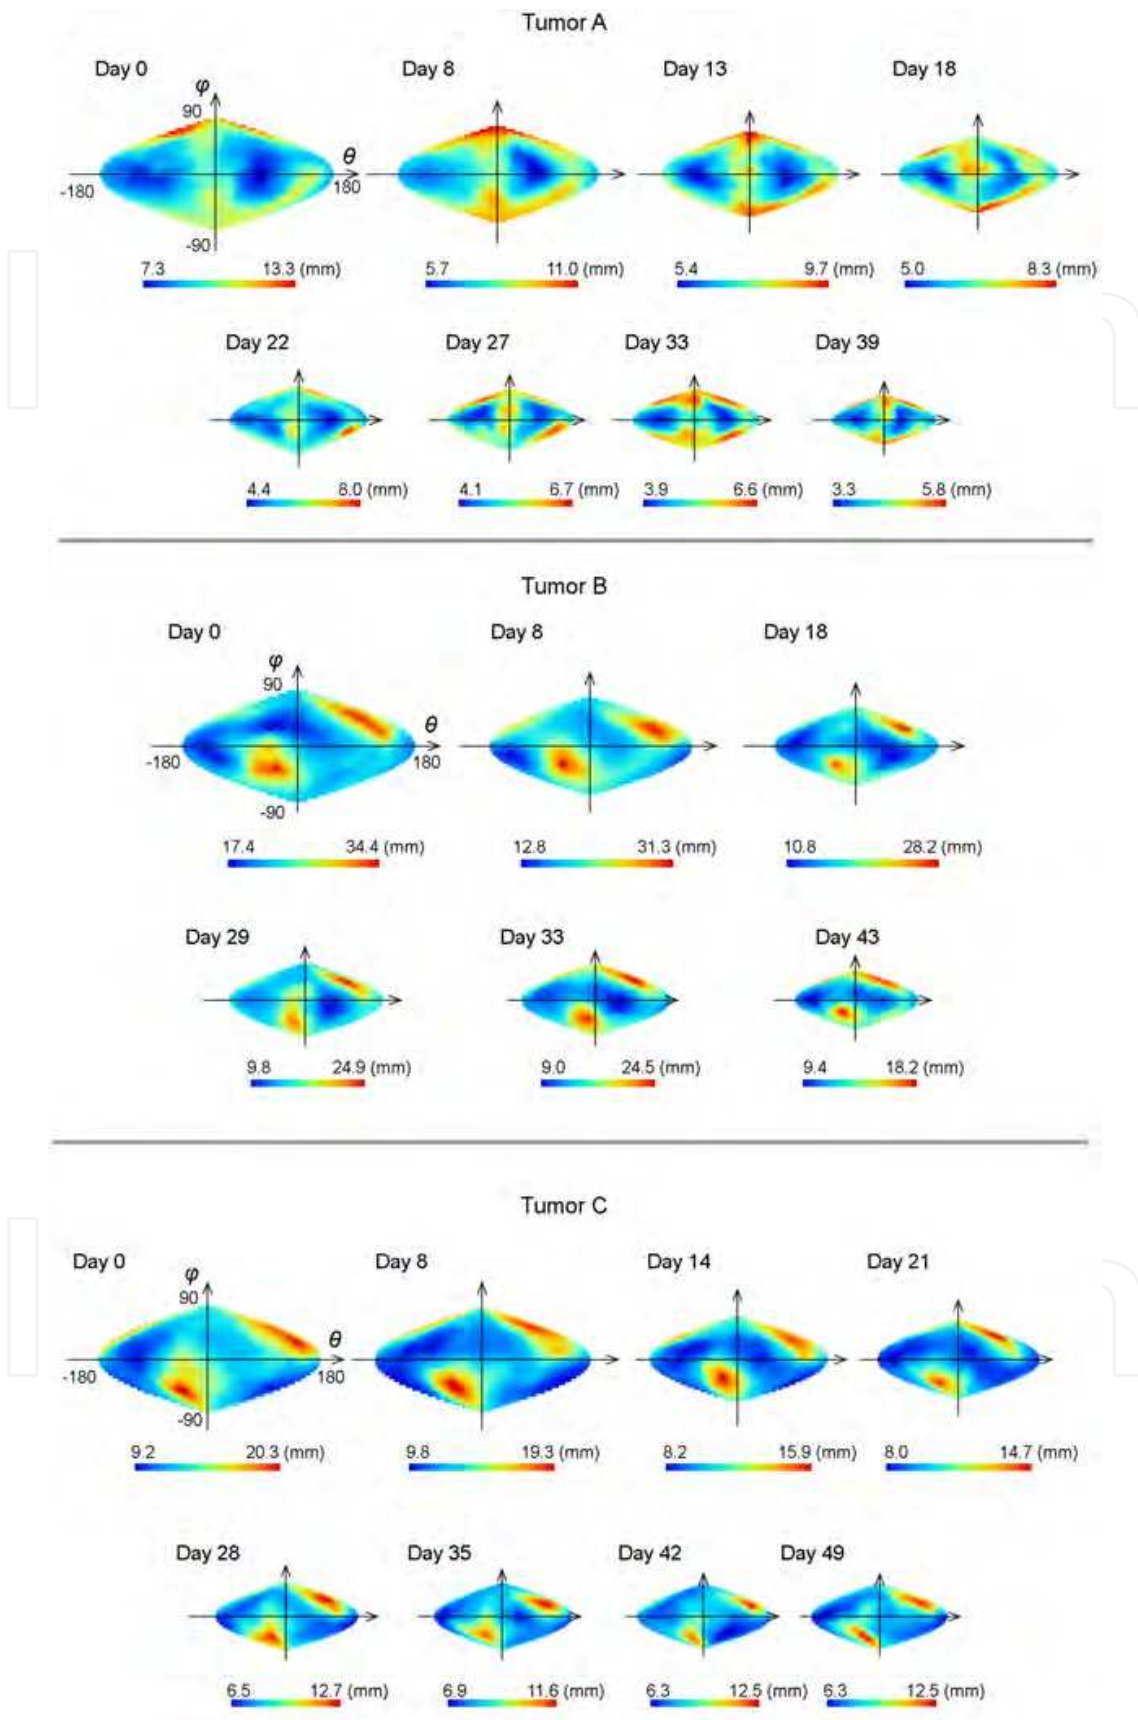 Tumor A
Day 0 Day 8 Day 13 Day 18
φ
90
θ
-180 180
-90
7.3 13.3 (mm) 5.7 11.0 (mm) 5.4 9.7 (mm) 5.0 8.3 (mm)
Day 22 Day 27 Day 33 Day 39
4.4 8.0 (mm) 4.1 6.7 (mm) 3.9 6.6 (mm) 3.3 5.8 (mm)
Tumor B
Day 0 Day 8 Day 18
φ
90
θ
-180 180
-90
17.4 34.4 (mm) 12.8 31.3 (mm) 10.8 28.2 (mm)
Day 29 Day 33 Day 43
9.8 24.9 (mm) 9.0 24.5 (mm) 9.4 18.2 (mm)
Tumor C
Day 0 Day 8 Day 14 Day 21
φ
90
θ
-180 180
-90
9.2 20.3 (mm) 9.8 19.3 (mm) 8.2 15.9 (mm) 8.0 14.7 (mm)
Day 28 Day 35 Day 42 Day 49
6.5 12.7 (mm) 6.9 11.6 (mm) 6.3 12.5 (mm) 6.3 12.5 (mm)